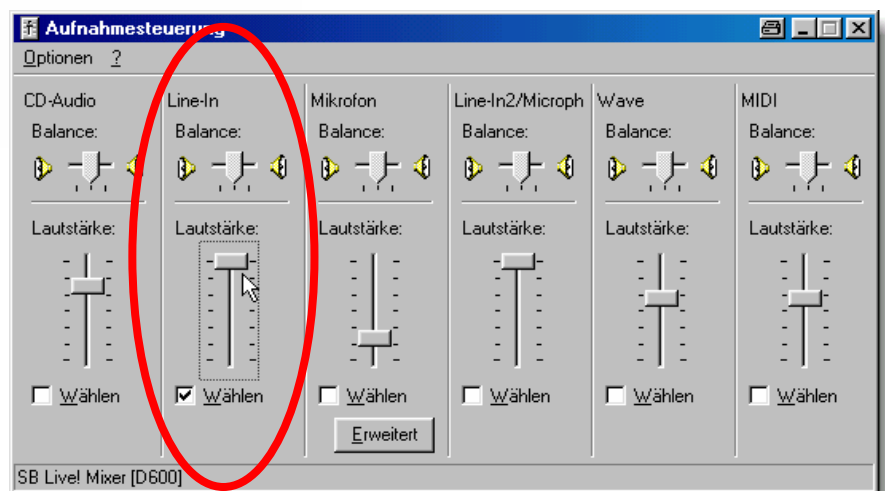 Aufnahmesteuerung
Optionen ?
CD-Audio Line-In Mikrofon Line-In2/Microph Wave MIDI
Balance: Balance: Balance: Balance: Balance: Balance:
Lautstärke: Lautstärke: Lautstärke: Lautstärke: Lautstärke: Lautstärke:
Wählen Wählen Wählen Wählen Wählen Wählen
Erweitert
SB Live! Mixer [D600]